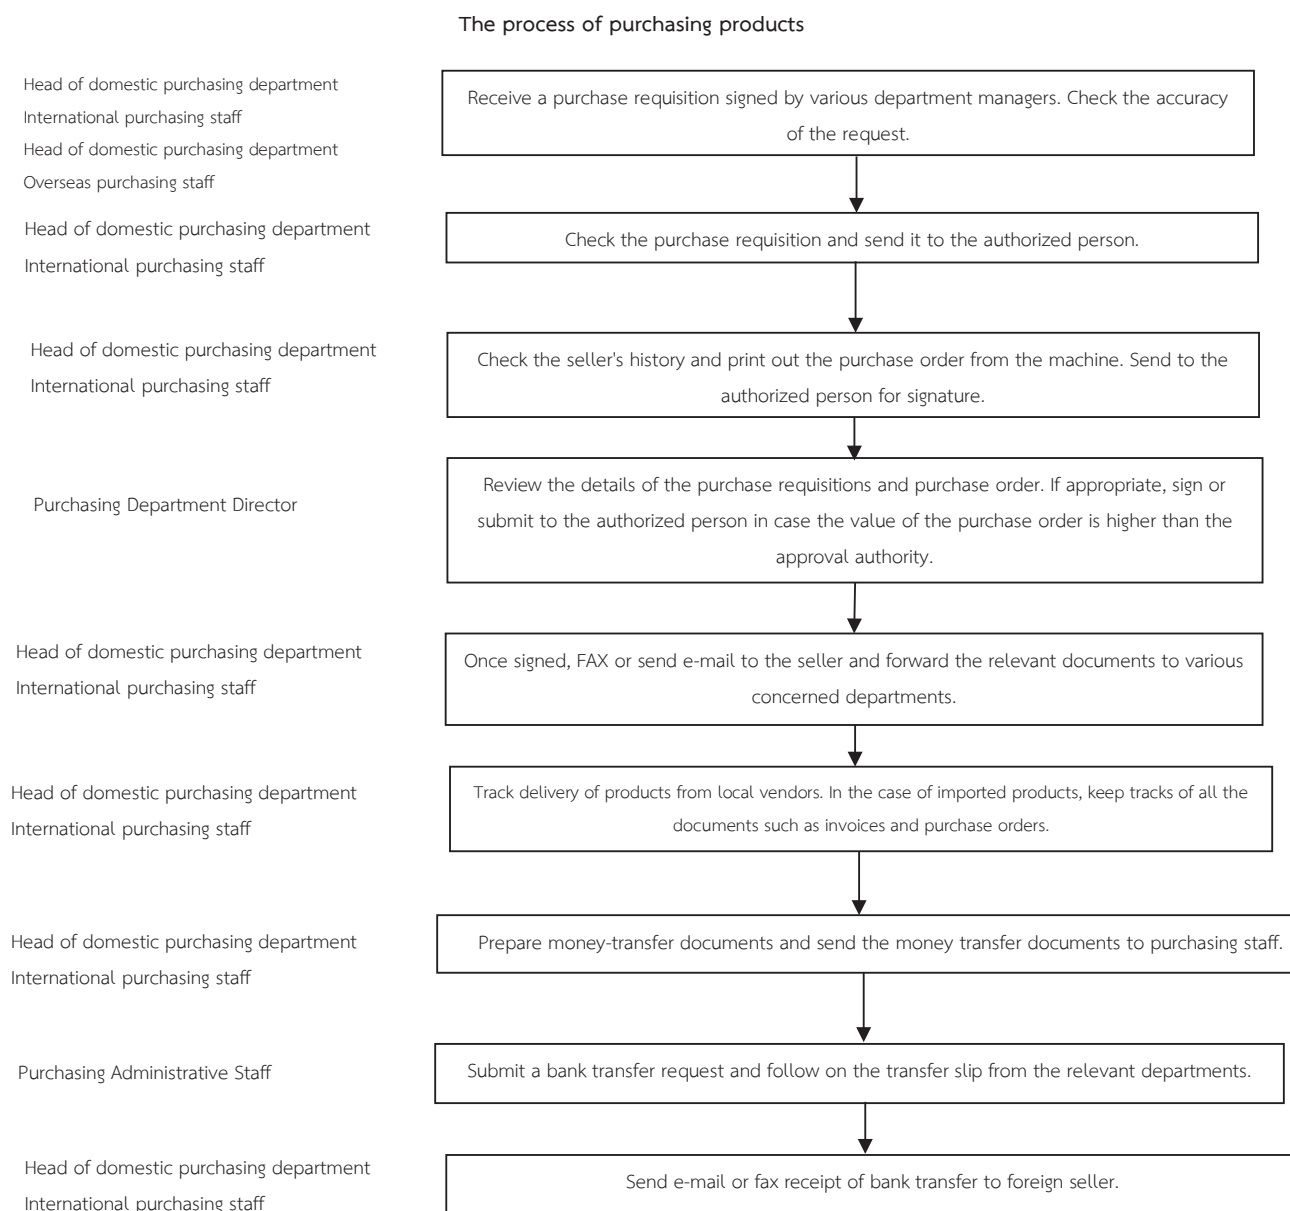 The process of purchasing products
Head of domestic purchasing department
International purchasing staff
Head of domestic purchasing department
Overseas purchasing staff
Receive a purchase requisition signed by various department managers. Check the accuracy
of the request.
Head of domestic purchasing department
International purchasing staff
Check the purchase requisition and send it to the authorized person.
Head of domestic purchasing department
International purchasing staff
Check the seller's history and print out the purchase order from the machine. Send to the
authorized person for signature.
Purchasing Department Director
Review the details of the purchase requisitions and purchase order. If appropriate, sign or
submit to the authorized person in case the value of the purchase order is higher than the
approval authority.
Head of domestic purchasing department
International purchasing staff
Once signed, FAX or send e-mail to the seller and forward the relevant documents to various
concerned departments.
Head of domestic purchasing department
International purchasing staff
Track delivery of products from local vendors. In the case of imported products, keep tracks of all the
documents such as invoices and purchase orders.
Head of domestic purchasing department
International purchasing staff
Prepare money-transfer documents and send the money transfer documents to purchasing staff.
Purchasing Administrative Staff
Submit a bank transfer request and follow on the transfer slip from the relevant departments.
Head of domestic purchasing department
International purchasing staff
Send e-mail or fax receipt of bank transfer to foreign seller.